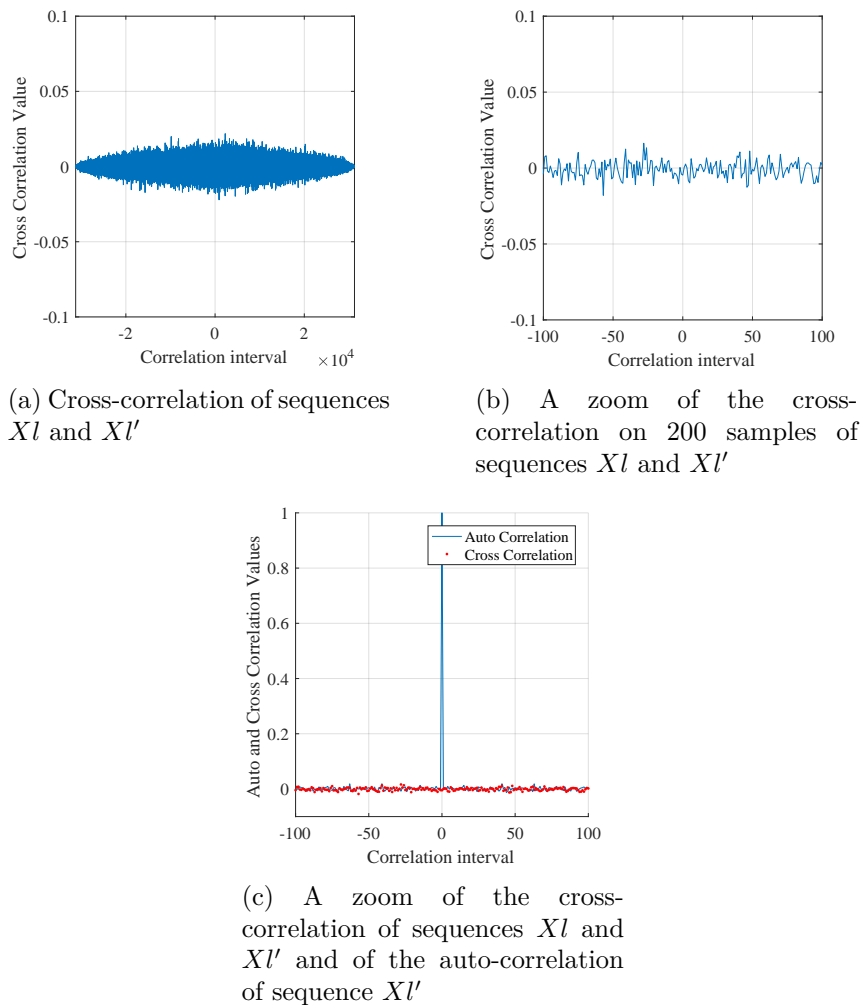 0.1
0.05
0
-0.05
-0.1
Cross Correlation Value
-2 0 2
Correlation interval ×10^4
(a) Cross-correlation of sequences
Xl and Xl′
0.1
0.05
0
-0.05
-0.1
Cross Correlation Value
-100 -50 0 50 100
Correlation interval
(b) A zoom of the cross-
correlation on 200 samples of
sequences Xl and Xl′
1
0.8
0.6
0.4
0.2
0
Auto and Cross Correlation Values
Auto Correlation
Cross Correlation
-100 -50 0 50 100
Correlation interval
(c) A zoom of the cross-
correlation of sequences Xl and
Xl′ and of the auto-correlation
of sequence Xl′